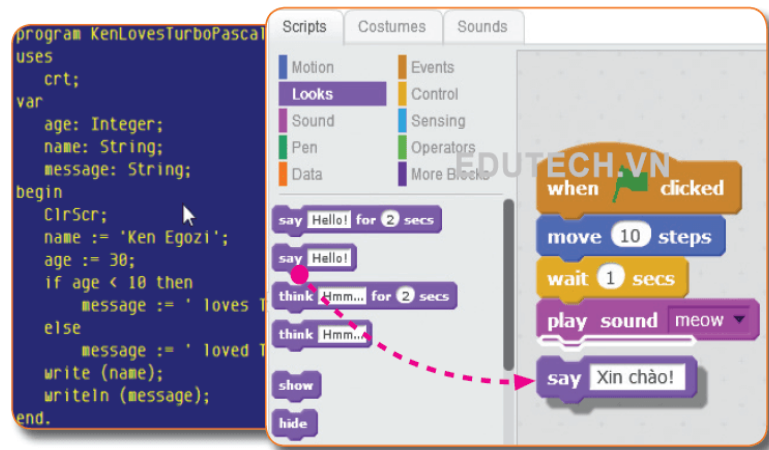 program KenLovesTurboPascal
uses
crt;
var
age: Integer;
name: String;
message: String;
begin
ClrScr;
name := 'Ken Egozi';
age := 30;
if age < 10 then
message := ' loves T
else
message := ' loved T
write (name);
writeln (message);
end.
Scripts Costumes Sounds
Motion Events
Looks Control
Sound Sensing
Pen Operators
Data More Blocks
say Hello! for 2 secs
say Hello!
think Hmm... for 2 secs
think Hmm...
show
hide
EDUTECH.VN
when clicked
move 10 steps
wait 1 secs
play sound meow
say Xin chào!